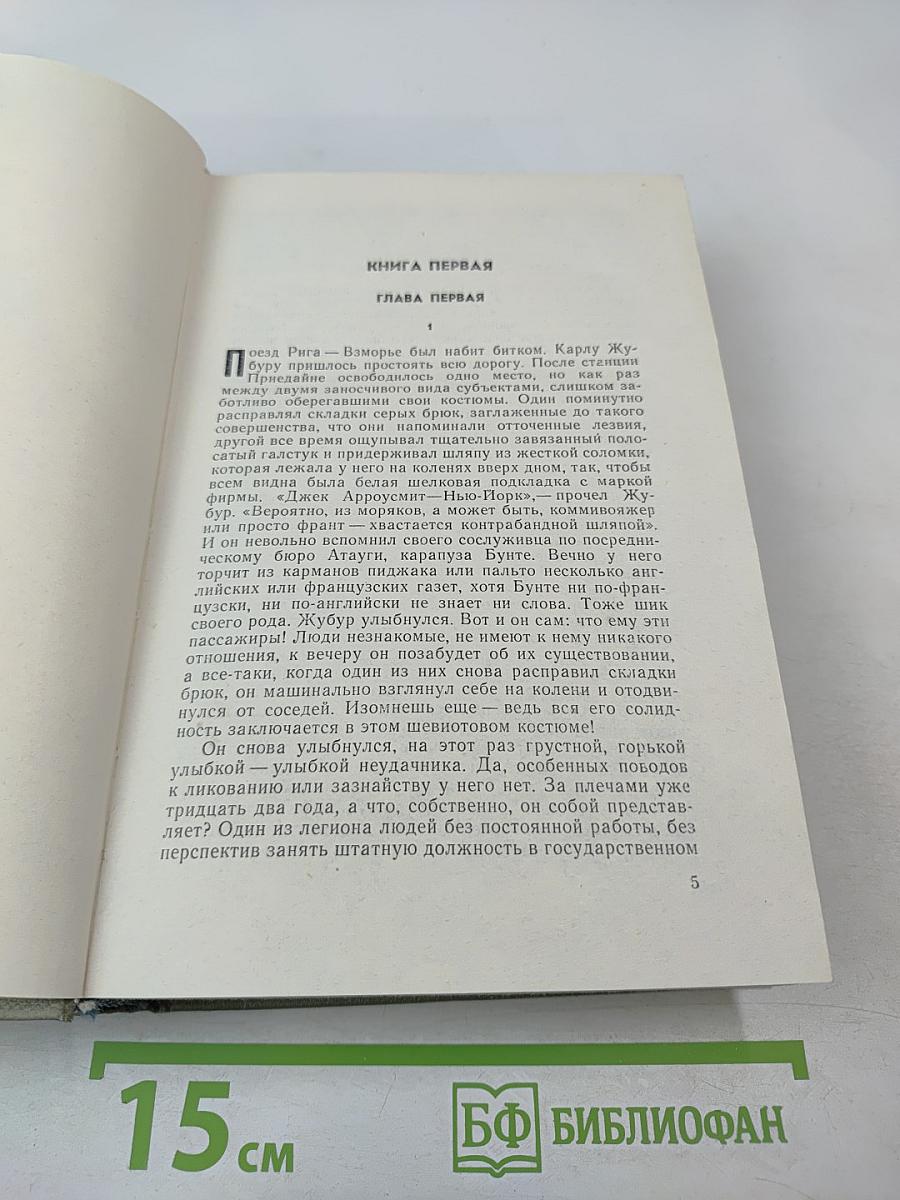 КНИГА ПЕРВАЯ
ГЛАВА ПЕРВАЯ
1
Поезд Рига — Взморье был набит битком. Карлу Жу-
буру пришлось простоять всю дорогу. После станции
Приедайне освободилось одно место, но как раз
между двумя заносчивого вида субъектами, слишком за-
ботливо оберегавшими свои костюмы. Один поминутно
расправлял складки серых брюк, заглаженные до такого
совершенства, что они напоминали отточенные лезвия,
другой все время ощупывал тщательно завязанный поло-
сатый галстук и придерживал шляпу из жесткой соломки,
которая лежала у него на коленях вверх дном, так, чтобы
всем видна была белая шелковая подкладка с маркой
фирмы. «Джек Арроусмит—Нью-Йорк»,— прочел Жу-
бур. «Вероятно, из моряков, а может быть, коммивояжер
или просто франт — хвастается контрабандной шляпой».
И он невольно вспомнил своего сослуживца по посредни-
ческому бюро Атауги, карапуза Бунте. Вечно у него
торчит из карманов пиджака или пальто несколько анг-
лийских или французских газет, хотя Бунте ни по-фран-
цузски, ни по-английски не знает ни слова. Тоже шик
своего рода. Жубур улыбнулся. Вот и он сам: что ему эти
пассажиры! Люди незнакомые, не имеют к нему никакого
отношения, к вечеру он позабудет об их существовании,
а все-таки, когда один из них снова расправил складки
брюк, он машинально взглянул себе на колени и отодви-
нулся от соседей. Изомнешь еще — ведь вся его солид-
ность заключается в этом шевиотовом костюме!
Он снова улыбнулся, на этот раз грустной, горькой
улыбкой — улыбкой неудачника. Да, особенных поводов
к ликованию или зазнайству у него нет. За плечами уже
тридцать два года, а что, собственно, он собой представ-
ляет? Один из легиона людей без постоянной работы, без
перспектив занять штатную должность в государственном
5
15 см
БФ БИБЛИОФАН